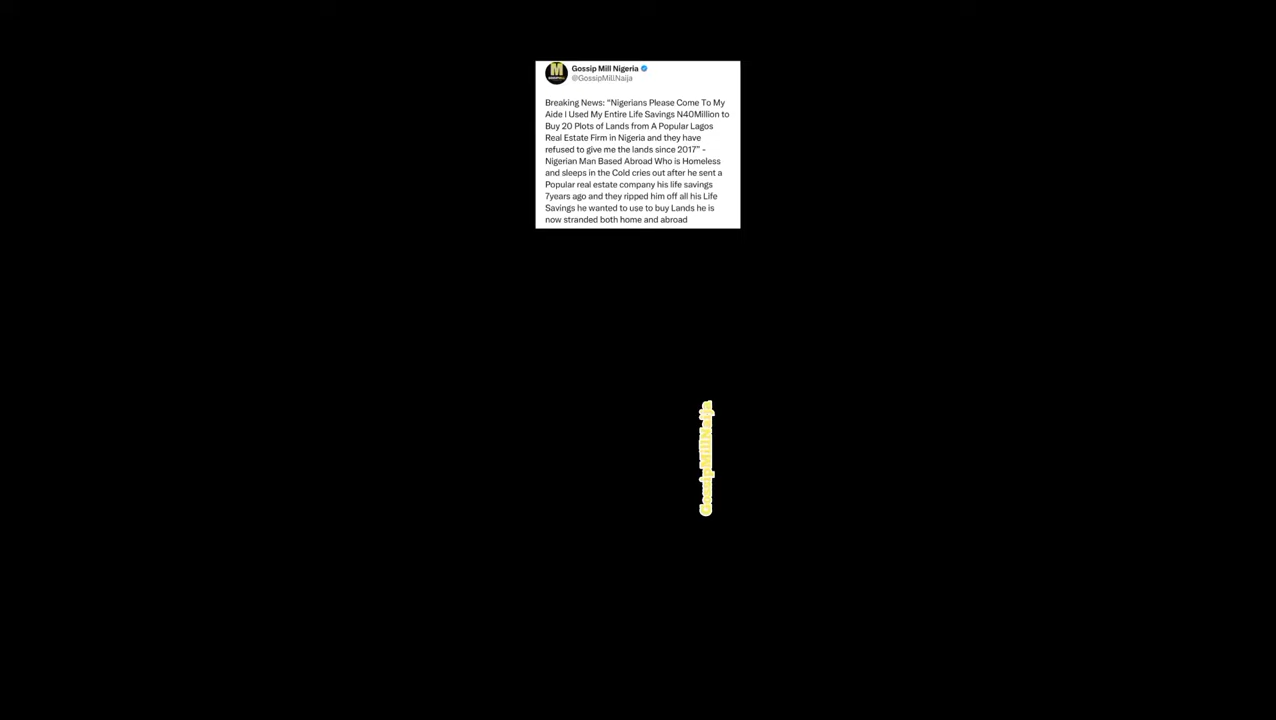 Gossip Mill Nigeria
@GossipMillNaija
Breaking News: "Nigerians Please Come To My
Aide I Used My Entire Life Savings N40Million to
Buy 20 Plots of Lands from A Popular Lagos
Real Estate Firm in Nigeria and they have
refused to give me the lands since 2017" –
Nigerian Man Based Abroad Who is Homeless
and sleeps in the Cold cries out after he sent a
Popular real estate company his life savings
7years ago and they ripped him off all his Life
Savings he wanted to use to buy Lands he is
now stranded both home and abroad
GossipMillNaija